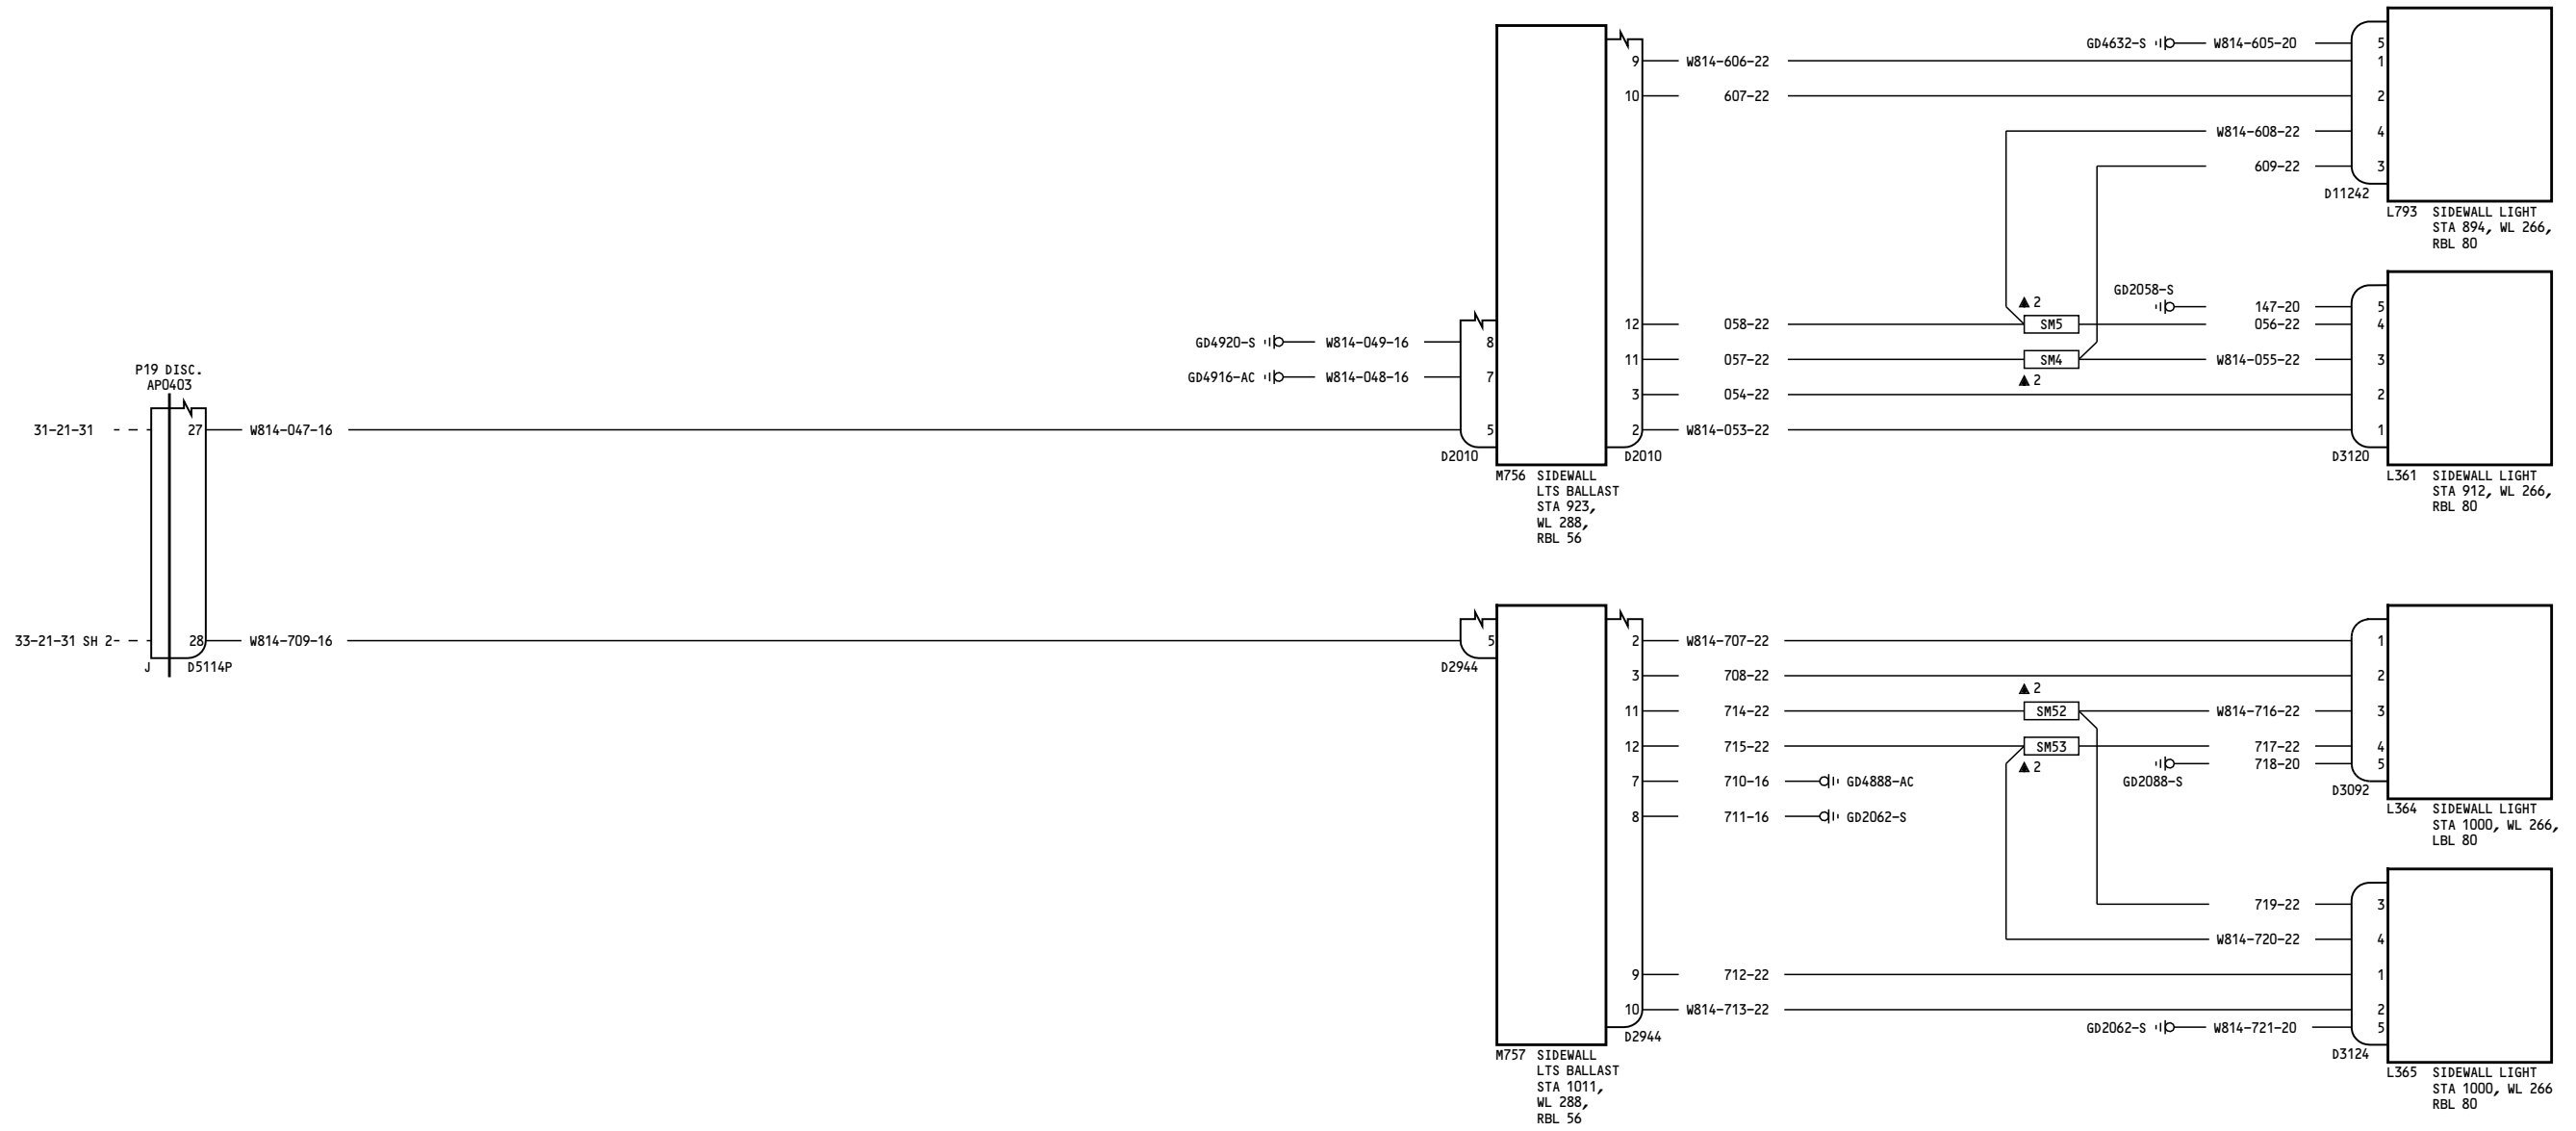 P19 DISC.
AP0403
31-21-31
27
W814-047-16
33-21-31 SH 2
28
W814-709-16
J
D5114P
GD4920-S
W814-049-16
8
GD4916-AC
W814-048-16
7
5
D2010
9
W814-606-22
10
607-22
12
058-22
11
057-22
3
054-22
2
W814-053-22
D2010
M756 SIDEWALL
LTS BALLAST
STA 923,
WL 288,
RBL 56
GD4632-S
W814-605-20
5
1
2
W814-608-22
4
609-22
3
D11242
L793 SIDEWALL LIGHT
STA 894, WL 266,
RBL 80
▲ 2
SM5
SM4
▲ 2
GD2058-S
147-20
5
056-22
4
W814-055-22
3
2
1
D3120
L361 SIDEWALL LIGHT
STA 912, WL 266,
RBL 80
5
D2944
2
W814-707-22
3
708-22
11
714-22
12
715-22
7
710-16
GD4888-AC
8
711-16
GD2062-S
9
712-22
10
W814-713-22
D2944
M757 SIDEWALL
LTS BALLAST
STA 1011,
WL 288,
RBL 56
▲ 2
SM52
SM53
▲ 2
1
2
W814-716-22
3
717-22
4
718-20
5
GD2088-S
D3092
L364 SIDEWALL LIGHT
STA 1000, WL 266,
LBL 80
719-22
3
W814-720-22
4
1
2
GD2062-S
W814-721-20
5
D3124
L365 SIDEWALL LIGHT
STA 1000, WL 266
RBL 80